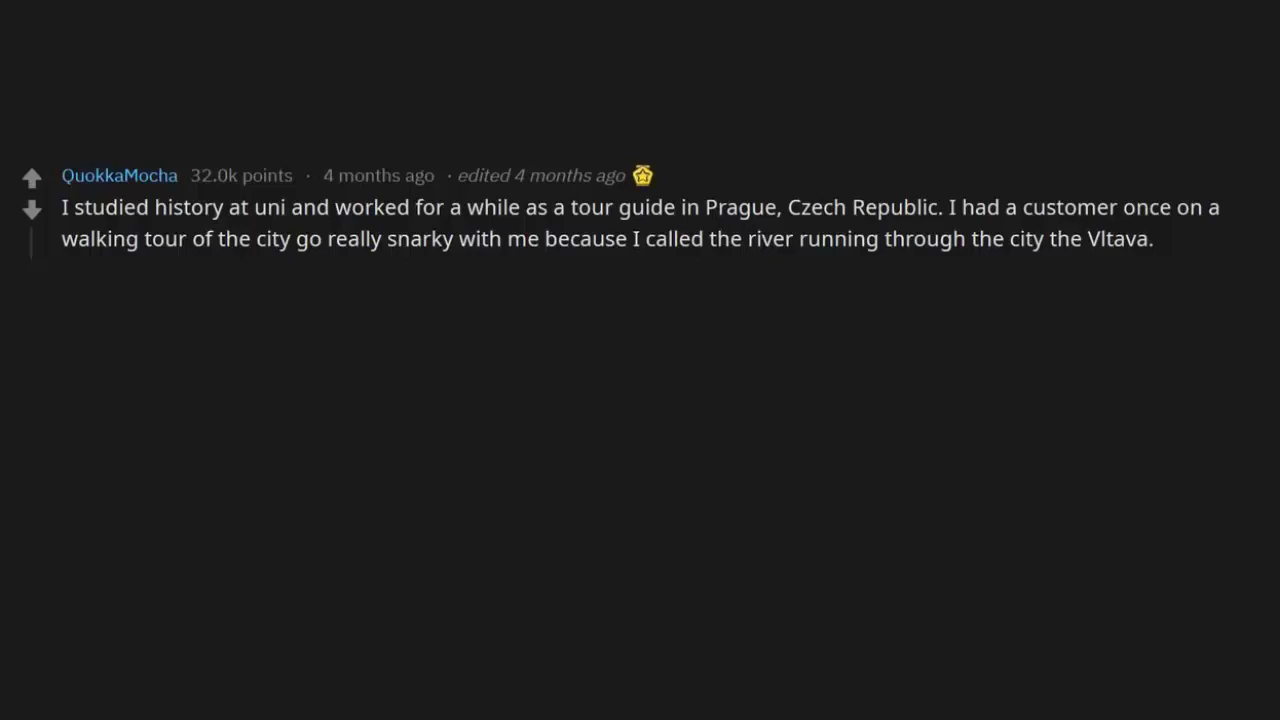 QuokkaMocha 32.0k points · 4 months ago · edited 4 months ago
I studied history at uni and worked for a while as a tour guide in Prague, Czech Republic. I had a customer once on a
walking tour of the city go really snarky with me because I called the river running through the city the Vltava.